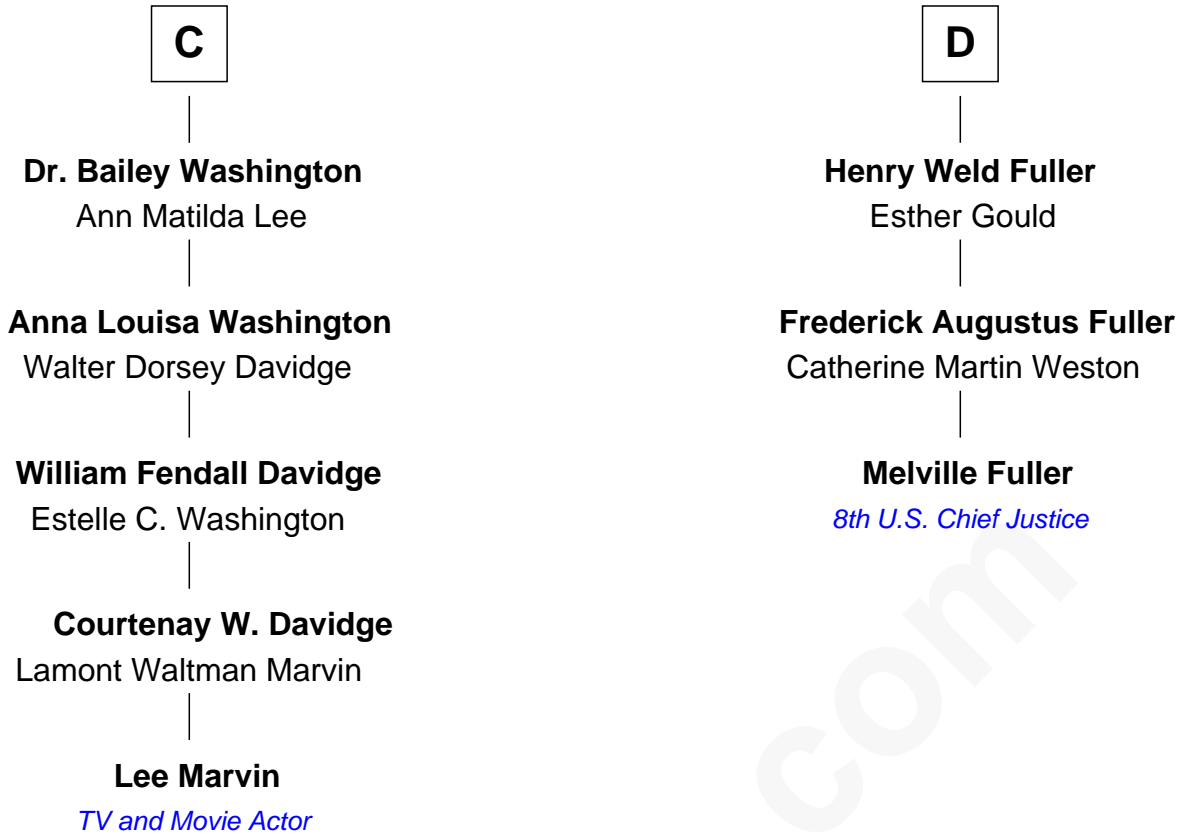 C
Dr. Bailey Washington
Ann Matilda Lee
Anna Louisa Washington
Walter Dorsey Davidge
William Fendall Davidge
Estelle C. Washington
Courtenay W. Davidge
Lamont Waltman Marvin
Lee Marvin
TV and Movie Actor
D
Henry Weld Fuller
Esther Gould
Frederick Augustus Fuller
Catherine Martin Weston
Melville Fuller
8th U.S. Chief Justice
com